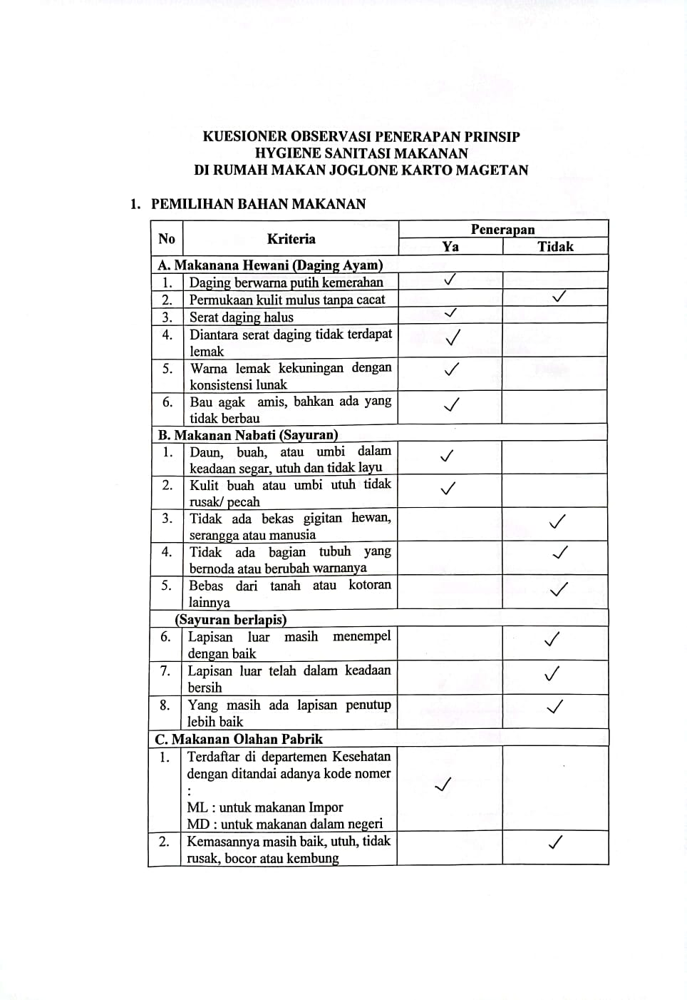 KUESIONER OBSERVASI PENERAPAN PRINSIP
HYGIENE SANITASI MAKANAN
DI RUMAH MAKAN JOGLONE KARTO MAGETAN
1. PEMILIHAN BAHAN MAKANAN
No Kriteria Penerapan
Ya Tidak
A. Makanana Hewani (Daging Ayam)
1. Daging berwarna putih kemerahan ✓
2. Permukaan kulit mulus tanpa cacat ✓
3. Serat daging halus ✓
4. Diantara serat daging tidak terdapat ✓
lemak
5. Warna lemak kekuningan dengan ✓
konsistensi lunak
6. Bau agak amis, bahkan ada yang ✓
tidak berbau
B. Makanan Nabati (Sayuran)
1. Daun, buah, atau umbi dalam ✓
keadaan segar, utuh dan tidak layu
2. Kulit buah atau umbi utuh tidak ✓
rusak/ pecah
3. Tidak ada bekas gigitan hewan, ✓
serangga atau manusia
4. Tidak ada bagian tubuh yang ✓
bernoda atau berubah warnanya
5. Bebas dari tanah atau kotoran ✓
lainnya
(Sayuran berlapis)
6. Lapisan luar masih menempel ✓
dengan baik
7. Lapisan luar telah dalam keadaan ✓
bersih
8. Yang masih ada lapisan penutup ✓
lebih baik
C. Makanan Olahan Pabrik
1. Terdaftar di departemen Kesehatan
dengan ditandai adanya kode nomer ✓
:
ML : untuk makanan Impor
MD : untuk makanan dalam negeri
2. Kemasannya masih baik, utuh, tidak ✓
rusak, bocor atau kembung